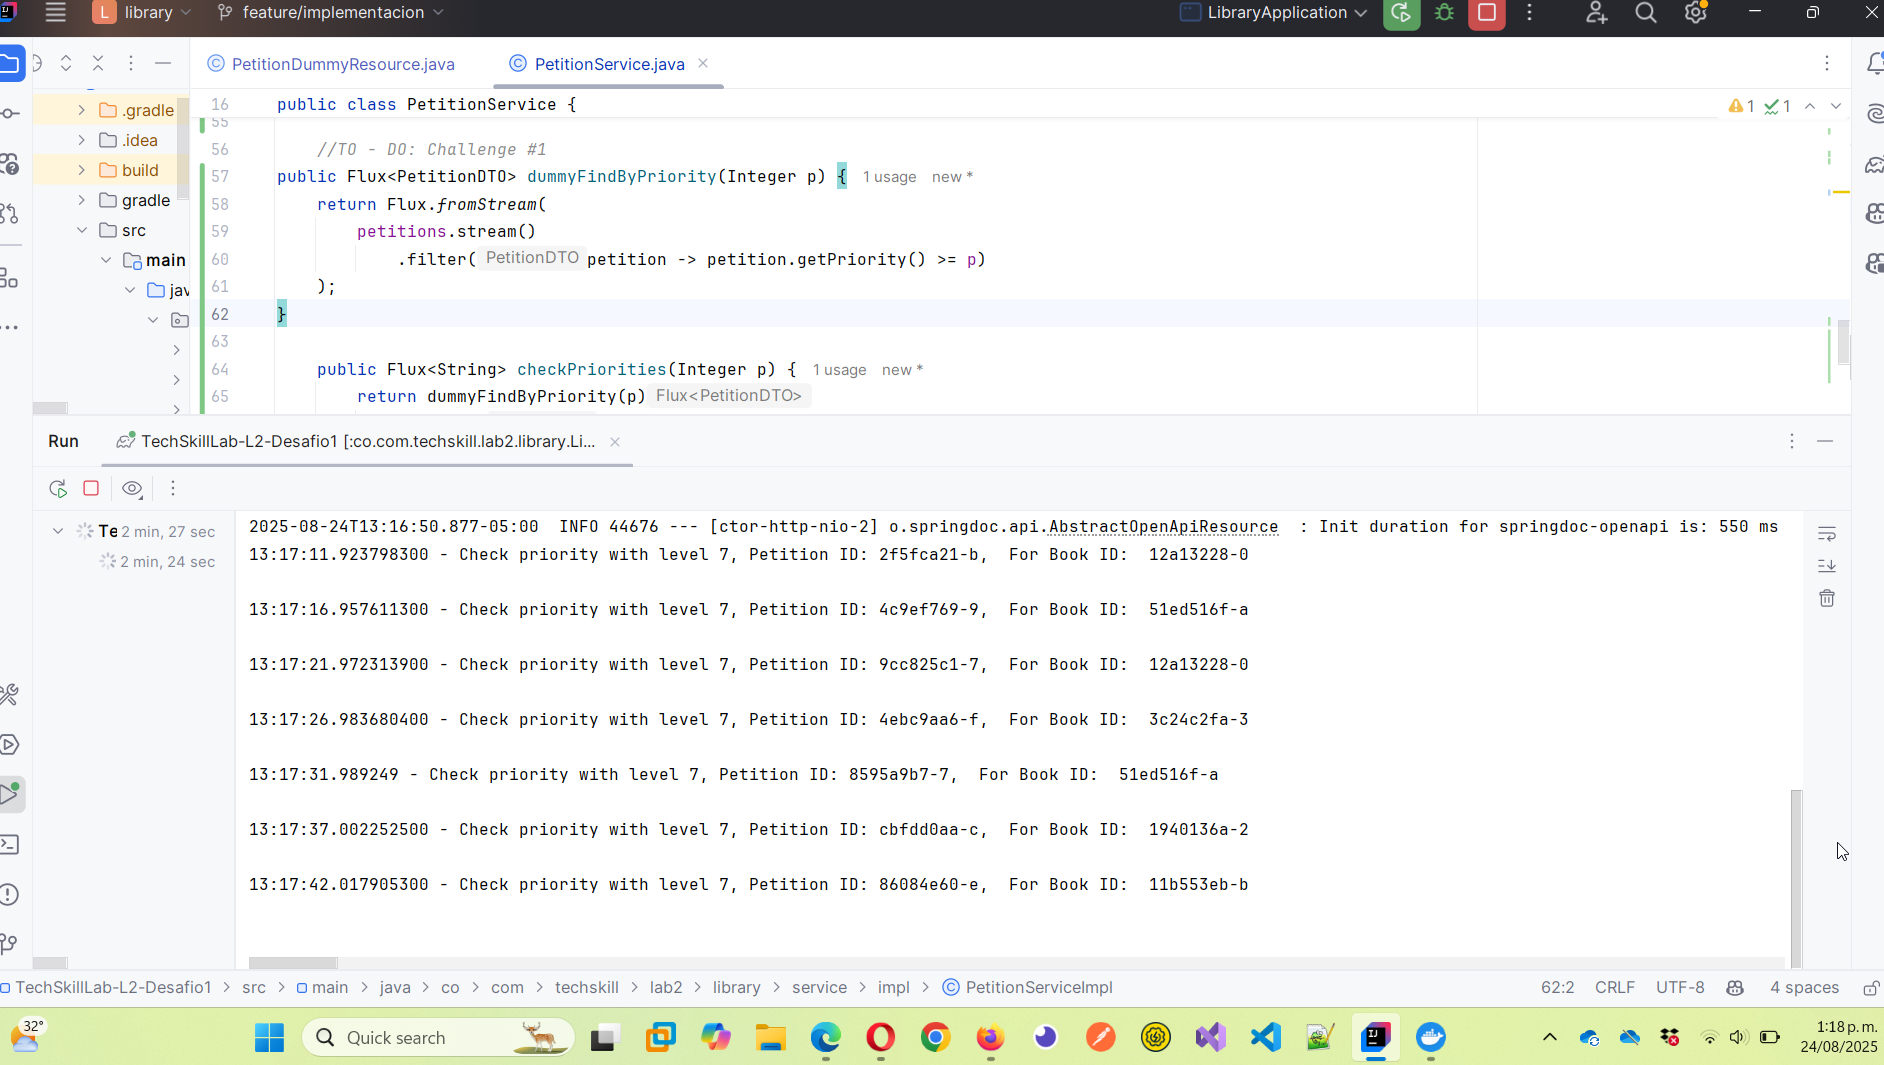 L library feature/implementacion LibraryApplication
PetitionDummyResource.java PetitionService.java
16 public class PetitionService { 1 1
.gradle
.idea
build
gradle
src
main
jav
55
56 //TO - DO: Challenge #1
57 public Flux<PetitionDTO> dummyFindByPriority(Integer p) { 1 usage new *
58 return Flux.fromStream(
59 petitions.stream()
60 .filter( PetitionDTO petition -> petition.getPriority() >= p)
61 );
62 }
63
64 public Flux<String> checkPriorities(Integer p) { 1 usage new *
65 return dummyFindByPriority(p) Flux<PetitionDTO>
Run TechSkillLab-L2-Desafio1 [:co.com.techskill.lab2.library.Li...
Te 2 min, 27 sec
2 min, 24 sec
2025-08-24T13:16:50.877-05:00 INFO 44676 --- [ctor-http-nio-2] o.springdoc.api.AbstractOpenApiResource : Init duration for springdoc-openapi is: 550 ms
13:17:11.923798300 - Check priority with level 7, Petition ID: 2f5fca21-b, For Book ID: 12a13228-0
13:17:16.957611300 - Check priority with level 7, Petition ID: 4c9ef769-9, For Book ID: 51ed516f-a
13:17:21.972313900 - Check priority with level 7, Petition ID: 9cc825c1-7, For Book ID: 12a13228-0
13:17:26.983680400 - Check priority with level 7, Petition ID: 4ebc9aa6-f, For Book ID: 3c24c2fa-3
13:17:31.989249 - Check priority with level 7, Petition ID: 8595a9b7-7, For Book ID: 51ed516f-a
13:17:37.002252500 - Check priority with level 7, Petition ID: cbfdd0aa-c, For Book ID: 1940136a-2
13:17:42.017905300 - Check priority with level 7, Petition ID: 86084e60-e, For Book ID: 11b553eb-b
TechSkillLab-L2-Desafio1 > src > main > java > co > com > techskill > lab2 > library > service > impl > PetitionServiceImpl 62:2 CRLF UTF-8 4 spaces
32° Quick search 1:18 p. m.
24/08/2025